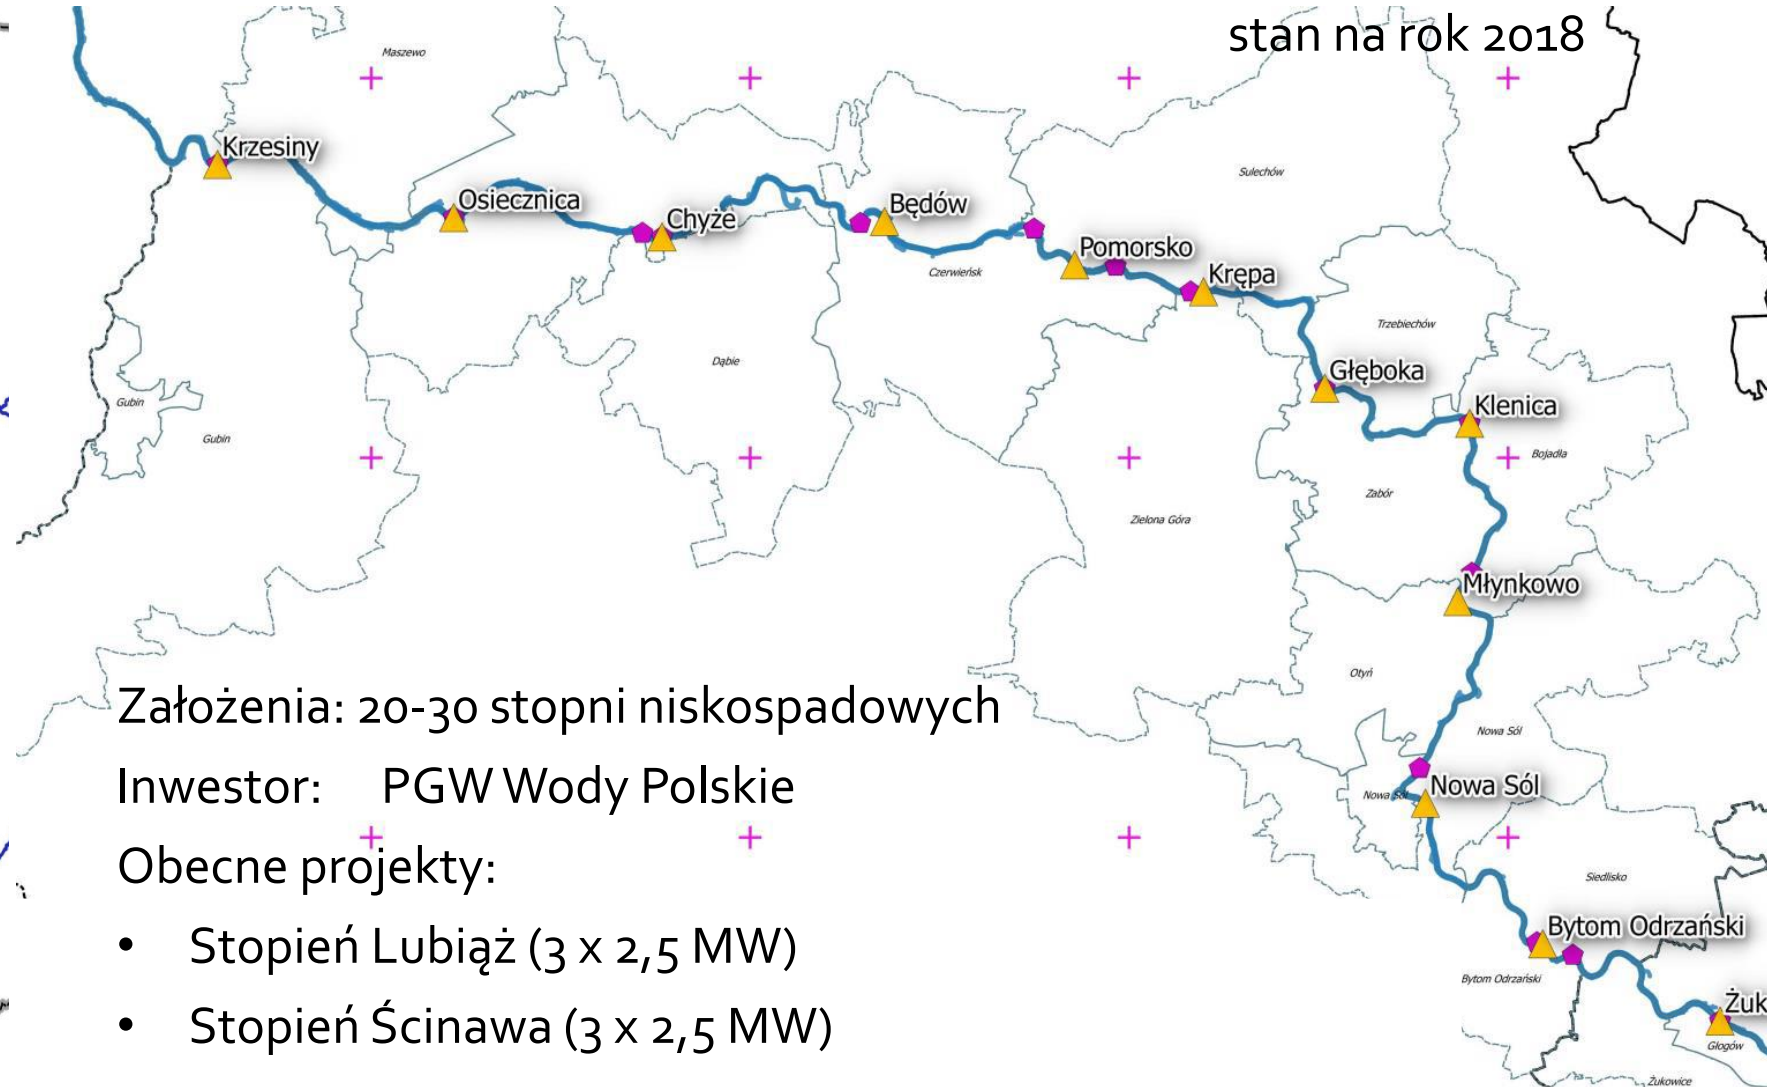 stan na rok 2018
Maszewo
Krzesiny
Sulechów
Osiecznica
Chyże
Będów
Pomorsko
Czerwieńsk
Krępa
Trzebiechów
Dąbie
Głęboka
Gubin
Klenica
Gubin
Bojadła
Zabór
Zielona Góra
Młynkowo
Otyń
Założenia: 20-30 stopni niskospadowych
Nowa Sól
Inwestor: PGW Wody Polskie
Nowa Sól
Nowa Sól
Obecne projekty:
Siedlisko
Bytom Odrzański
• Stopień Lubiąż (3 x 2,5 MW)
Bytom Odrzański
Żuk
• Stopień Ścinawa (3 x 2,5 MW)
Głogów
Żukowice